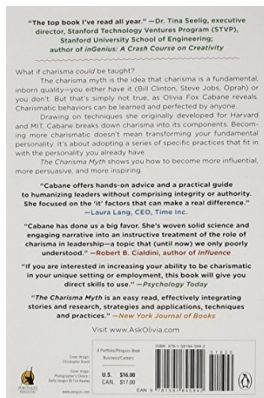 "The top book I've read all year." —Dr. Tina Seelig, executive
director, Stanford Technology Ventures Program (STVP),
Stanford University School of Engineering;
author of inGenius: A Crash Course on Creativity
What if charisma could be taught?
The charisma myth is the idea that charisma is a fundamental,
inborn quality—you either have it (Bill Clinton, Steve Jobs, Oprah) or
you don't. But that's simply not true, as Olivia Fox Cabane reveals.
Charismatic behaviors can be learned and perfected by anyone.
Drawing on techniques she originally developed for Harvard
and MIT, Cabane breaks down charisma into its components. Becom-
ing more charismatic doesn't mean transforming your fundamental
personality. It's about adopting a series of specific practices that fit in
with the personality you already have.
The Charisma Myth shows you how to become more influential,
more persuasive, and more inspiring.
"Cabane offers hands-on advice and a practical guide
to humanizing leaders without comprising integrity or authority.
She focused on the 'it' factors that can make a real difference."
—Laura Lang, CEO, Time Inc.
"Cabane has done us a big favor. She's woven solid science and
engaging narrative into an instructive treatment of the role of
charisma in leadership—a topic that (until now) we only poorly
understood." —Robert B. Cialdini, author of Influence
"If you are interested in increasing your ability to be charismatic
in your unique setting or employment, this book will give you
direct skills to use." —Psychology Today
"The Charisma Myth is an easy read, effectively integrating
stories and research, strategies and applications, techniques
and practices." —New York Journal of Books
Visit www.AskOlivia.com
A Portfolio/Penguin Book
Business/Careers
U.S. $16.00
CAN. $17.00
EAN